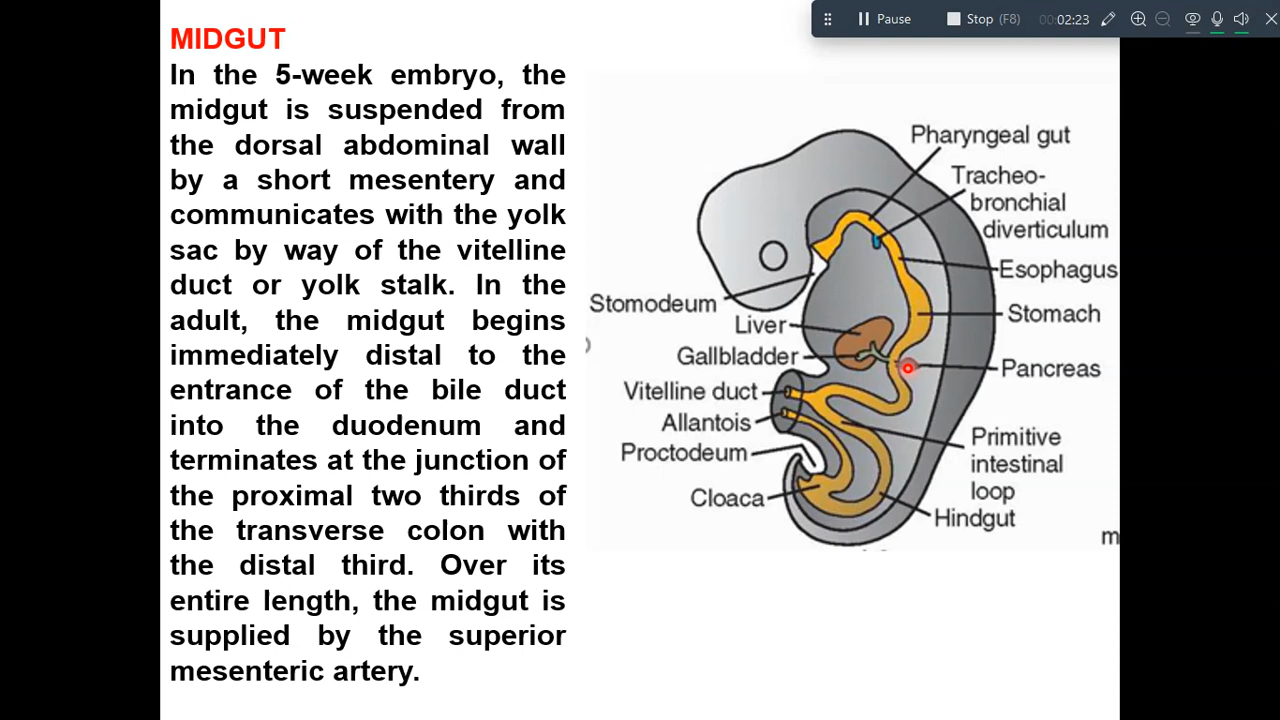 Pause
Stop (F8)
00:02:23
MIDGUT
In the 5-week embryo, the
midgut is suspended from
the dorsal abdominal wall
by a short mesentery and
communicates with the yolk
sac by way of the vitelline
duct or yolk stalk. In the
adult, the midgut begins
immediately distal to the
entrance of the bile duct
into the duodenum and
terminates at the junction of
the proximal two thirds of
the transverse colon with
the distal third. Over its
entire length, the midgut is
supplied by the superior
mesenteric artery.
Pharyngeal gut
Tracheo-
bronchial
diverticulum
Esophagus
Stomach
Pancreas
Primitive
intestinal
loop
Hindgut
Stomodeum
Liver
Gallbladder
Vitelline duct
Allantois
Proctodeum
Cloaca
m